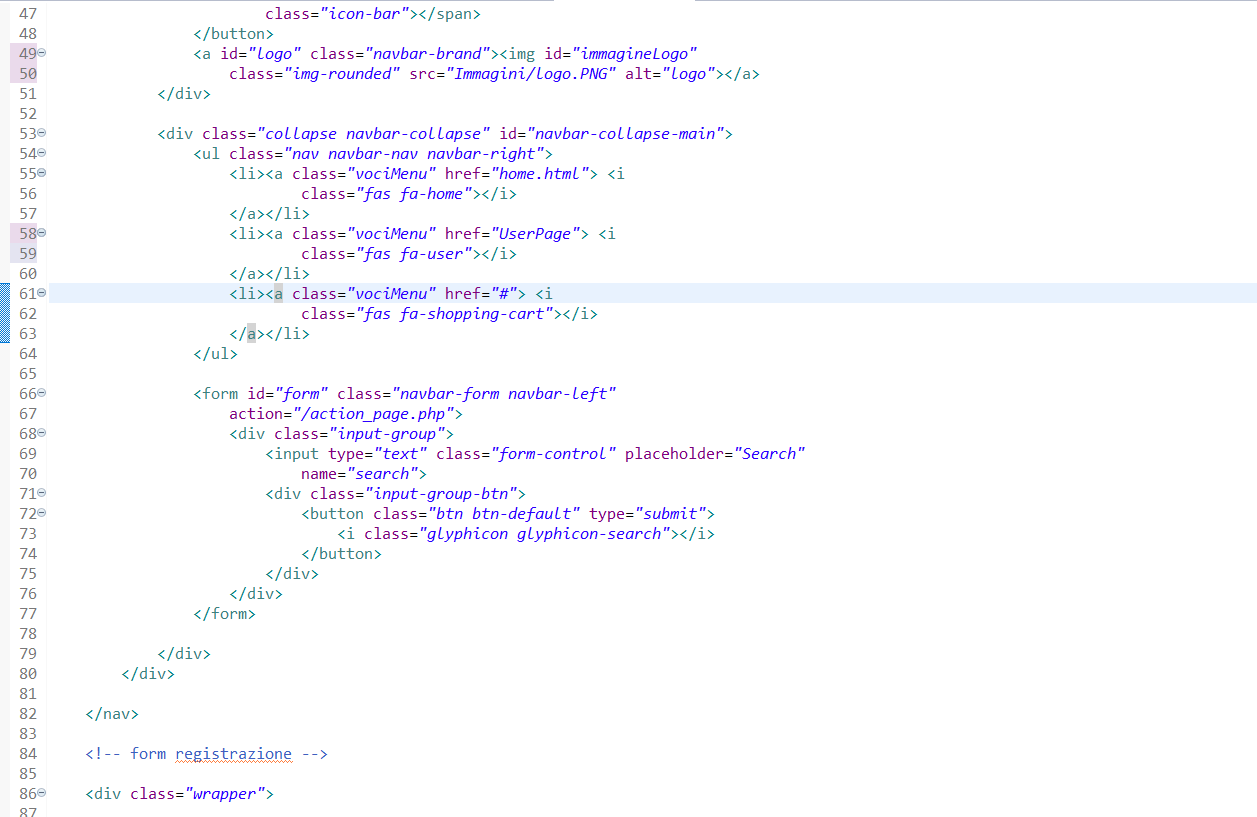 47 class="icon-bar"></span>
48 </button>
49 <a id="logo" class="navbar-brand"><img id="immagineLogo"
50 class="img-rounded" src="Immagini/logo.PNG" alt="logo"></a>
51 </div>
52
53 <div class="collapse navbar-collapse" id="navbar-collapse-main">
54 <ul class="nav navbar-nav navbar-right">
55 <li><a class="vociMenu" href="home.html"> <i
56 class="fas fa-home"></i>
57 </a></li>
58 <li><a class="vociMenu" href="UserPage"> <i
59 class="fas fa-user"></i>
60 </a></li>
61 <li><a class="vociMenu" href="#"> <i
62 class="fas fa-shopping-cart"></i>
63 </a></li>
64 </ul>
65
66 <form id="form" class="navbar-form navbar-left"
67 action="/action_page.php">
68 <div class="input-group">
69 <input type="text" class="form-control" placeholder="Search"
70 name="search">
71 <div class="input-group-btn">
72 <button class="btn btn-default" type="submit">
73 <i class="glyphicon glyphicon-search"></i>
74 </button>
75 </div>
76 </div>
77 </form>
78
79 </div>
80 </div>
81
82 </nav>
83
84 <!-- form registrazione -->
85
86 <div class="wrapper">
87